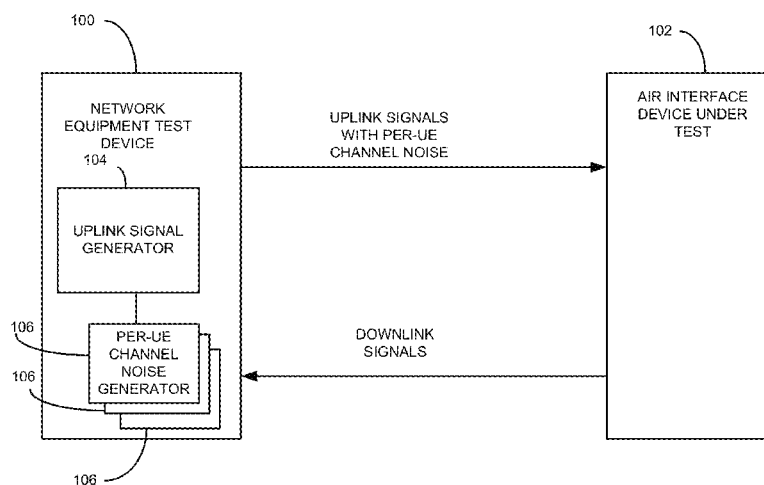 100
NETWORK
EQUIPMENT TEST
DEVICE
104
UPLINK SIGNAL
GENERATOR
106
PER-UE
CHANNEL
NOISE
GENERATOR
106
106
UPLINK SIGNALS
WITH PER-UE
CHANNEL NOISE
DOWNLINK
SIGNALS
102
AIR INTERFACE
DEVICE UNDER
TEST